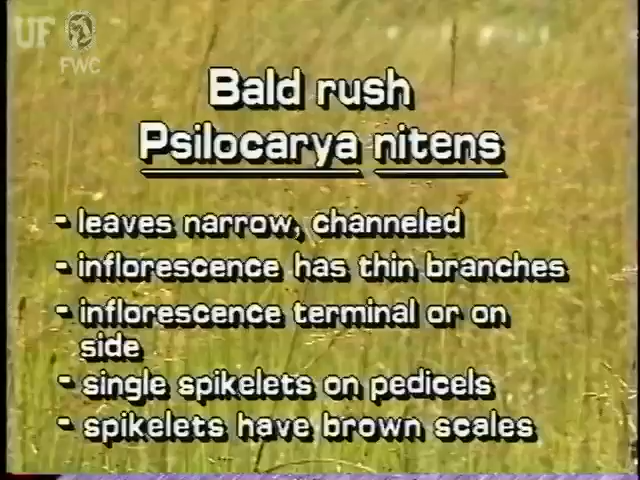 UF
FWC
Bald rush
Psilocarya nitens
- leaves narrow, channeled
- inflorescence has thin branches
- inflorescence terminal or on
side
- single spikelets on pedicels
- spikelets have brown scales